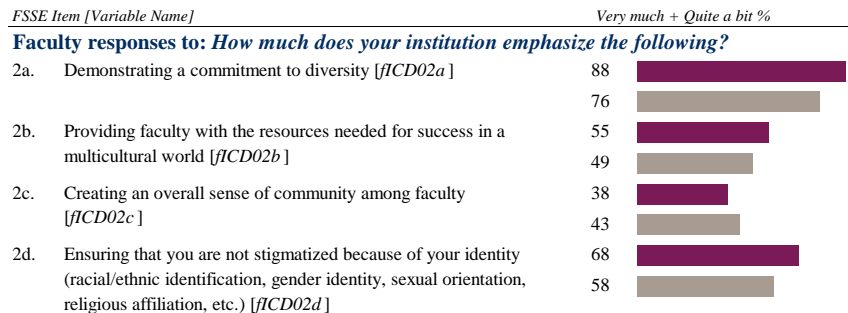 FSSE Item [Variable Name] Very much + Quite a bit %
Faculty responses to: How much does your institution emphasize the following?
2a. Demonstrating a commitment to diversity [fICD02a] 88
76
2b. Providing faculty with the resources needed for success in a 55
multicultural world [fICD02b] 49
2c. Creating an overall sense of community among faculty 38
[fICD02c] 43
2d. Ensuring that you are not stigmatized because of your identity 68
(racial/ethnic identification, gender identity, sexual orientation, 58
religious affiliation, etc.) [fICD02d]